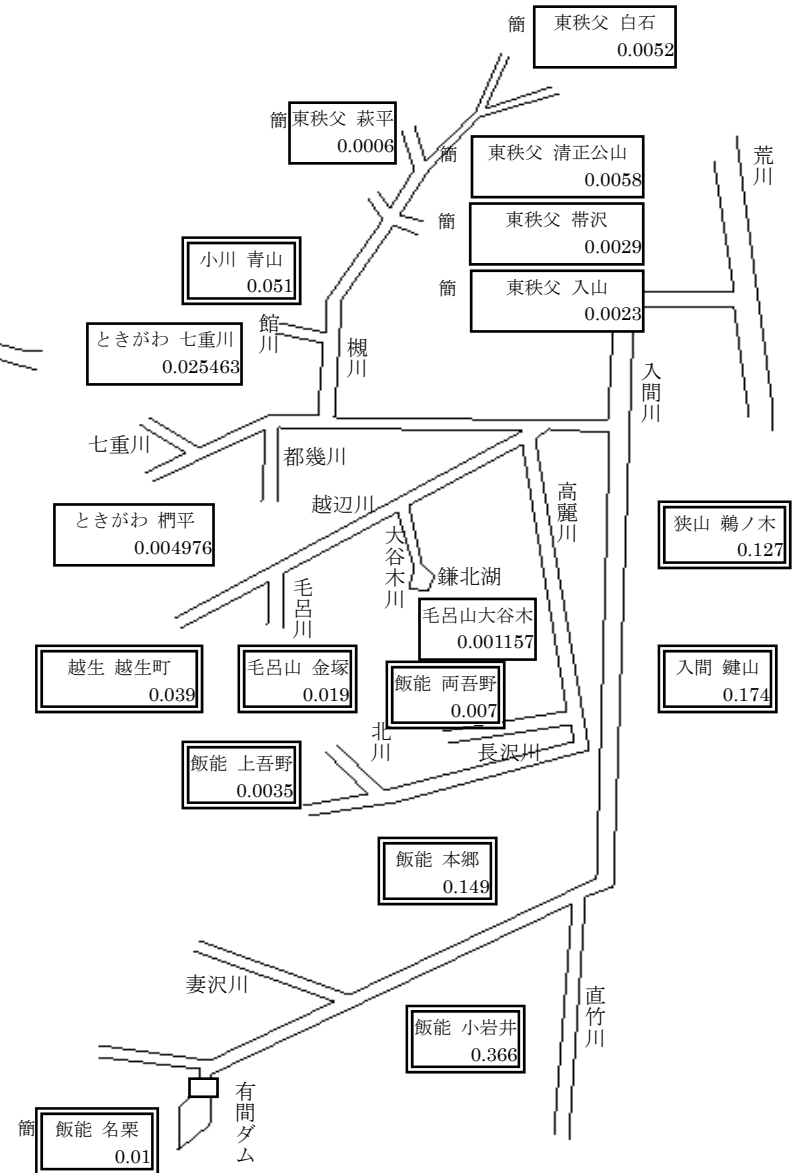 簡 東秩父 白石
0.0052
簡 東秩父 萩平
0.0006
簡 東秩父 清正公山
0.0058
荒川
簡 東秩父 帯沢
0.0029
小川 青山
0.051
簡 東秩父 入山
0.0023
館川
ときがわ 七重川
0.025463
槻川
入間川
七重川
都幾川
越辺川
高麗川
ときがわ 椚平
0.004976
大谷木川
狭山 鵜ノ木
0.127
鎌北湖
毛呂川
毛呂山大谷木
0.001157
越生 越生町
0.039
毛呂山 金塚
0.019
飯能 両吾野
0.007
入間 鍵山
0.174
北川
長沢川
飯能 上吾野
0.0035
飯能 本郷
0.149
妻沢川
直竹川
飯能 小岩井
0.366
有間ダム
簡 飯能 名栗
0.01